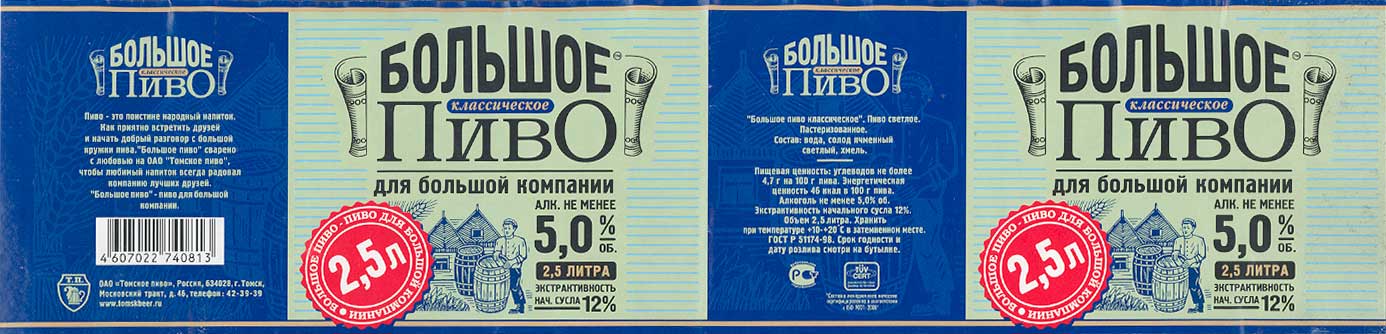 БОЛЬШОЕ
классическое
ПИВО
Пиво - это поистине народный напиток.
Как приятно встретить друзей
и начать добрый разговор с большой
кружки пива."Большое пиво" сварено
с любовью на ОАО "Томское пиво",
чтобы любимый напиток всегда радовал
компанию лучших друзей.
"Большое пиво" - пиво для большой
компании.
4 607022 740813
Т.П.
ОАО «Томское пиво», Россия, 634028, г. Томск,
Московский тракт, д. 46, телефон: 42-39-39
www.tomskbeer.ru
БОЛЬШОЕ
TM
классическое
ПИВО
для большой компании
АЛК. НЕ МЕНЕЕ
5,0 % ОБ.
2,5 ЛИТРА
ЭКСТРАКТИВНОСТЬ
НАЧ. СУСЛА 12%
БОЛЬШОЕ ПИВО - ПИВО ДЛЯ БОЛЬШОЙ КОМПАНИИ
2,5л
БОЛЬШОЕ
классическое
ПИВО
"Большое пиво классическое". Пиво светлое.
Пастеризованное.
Состав: вода, солод ячменный
светлый, хмель.
Пищевая ценность: углеводов не более
4,7 г на 100 г пива. Энергетическая
ценность 46 ккал в 100 г пива.
Алкоголь не менее 5,0% об.
Экстрактивность начального сусла 12%.
Объем 2,5 литра. Хранить
при температуре +10-+20 С в затемненном месте.
ГОСТ Р 51174-98. Срок годности и
дату розлива смотри на бутылке.
РС
TÜV
CERT
БОЛЬШОЕ
TM
классическое
ПИВО
для большой компании
АЛК. НЕ МЕНЕЕ
5,0 % ОБ.
2,5 ЛИТРА
ЭКСТРАКТИВНОСТЬ
НАЧ. СУСЛА 12%
БОЛЬШОЕ ПИВО - ПИВО ДЛЯ БОЛЬШОЙ КОМПАНИИ
2,5л